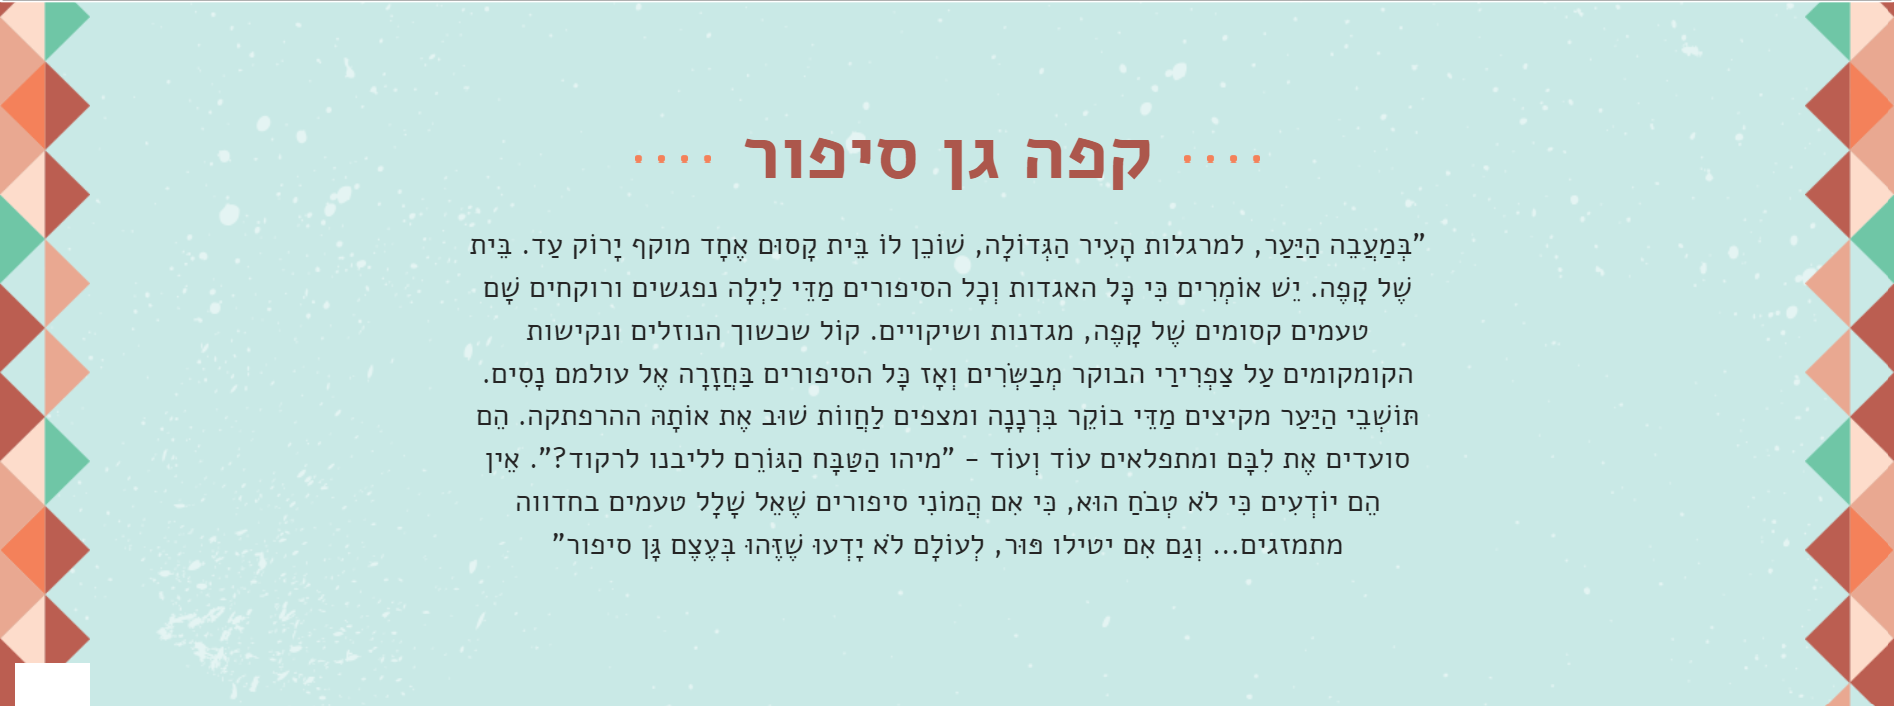 קפה גן סיפור
”בְּמַעֲבֵה הַיַּעַר, למרגלות הָעִיר הַגְּדוֹלָה, שׁוֹכֵן לוֹ בֵּית קָסוּם אֶחָד מוקף יָרוֹק עַד. בֵּית
שֶׁל קָפֶה. יֵשׁ אוֹמְרִים כִּי כָּל האגדות וְכָל הסיפורים מַדֵּי לַיְלָה נפגשים ורוקחים שָׁם
טעמים קסומים שֶׁל קָפֶה, מגדנות ושיקויים. קוֹל שכשוך הנוזלים ונקישות
הקומקומים עַל צַפְרִירֵי הבוקר מְבַשְּׂרִים וְאָז כָּל הסיפורים בַּחֲזָרָה אֶל עולמם נָסִים.
תּוֹשְׁבֵי הַיַּעַר מקיצים מַדֵּי בוֹקֵר בִּרְנָנָה ומצפים לַחֲווֹת שׁוּב אֶת אוֹתָהּ ההרפתקה. הֵם
סועדים אֶת לִבָּם ומתפלאים עוֹד וְעוֹד – ”מיהו הַטַּבָּח הַגּוֹרֵם לליבנו לרקוד?”. אֵין
הֵם יוֹדְעִים כִּי לֹא טְבֹחַ הוּא, כִּי אִם הֲמוֹנִי סיפורים שֶׁאֵל שָׁלָל טעמים בחדווה
מתמזגים... וְגַם אִם יטילו פּוּר, לְעוֹלָם לֹא יָדְעוּ שֶׁזֶּהוּ בְּעֶצֶם גָּן סיפור”